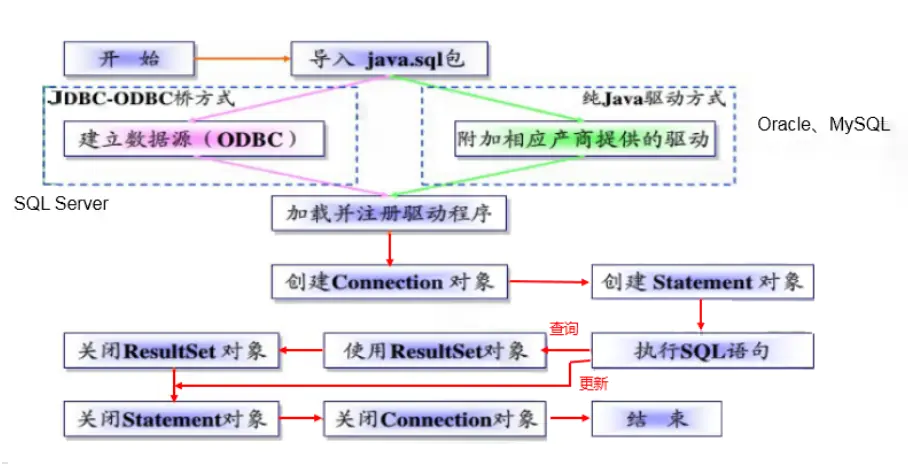 开 始
导入 java.sql包
JDBC-ODBC桥方式
纯Java驱动方式
建立数据源（ODBC）
附加相应产商提供的驱动
Oracle、MySQL
SQL Server
加载并注册驱动程序
创建Connection 对象
创建 Statement 对象
查询
关闭ResultSet 对象
使用ResultSet对象
执行SQL语句
更新
关闭Statement对象
关闭Connection对象
结 束